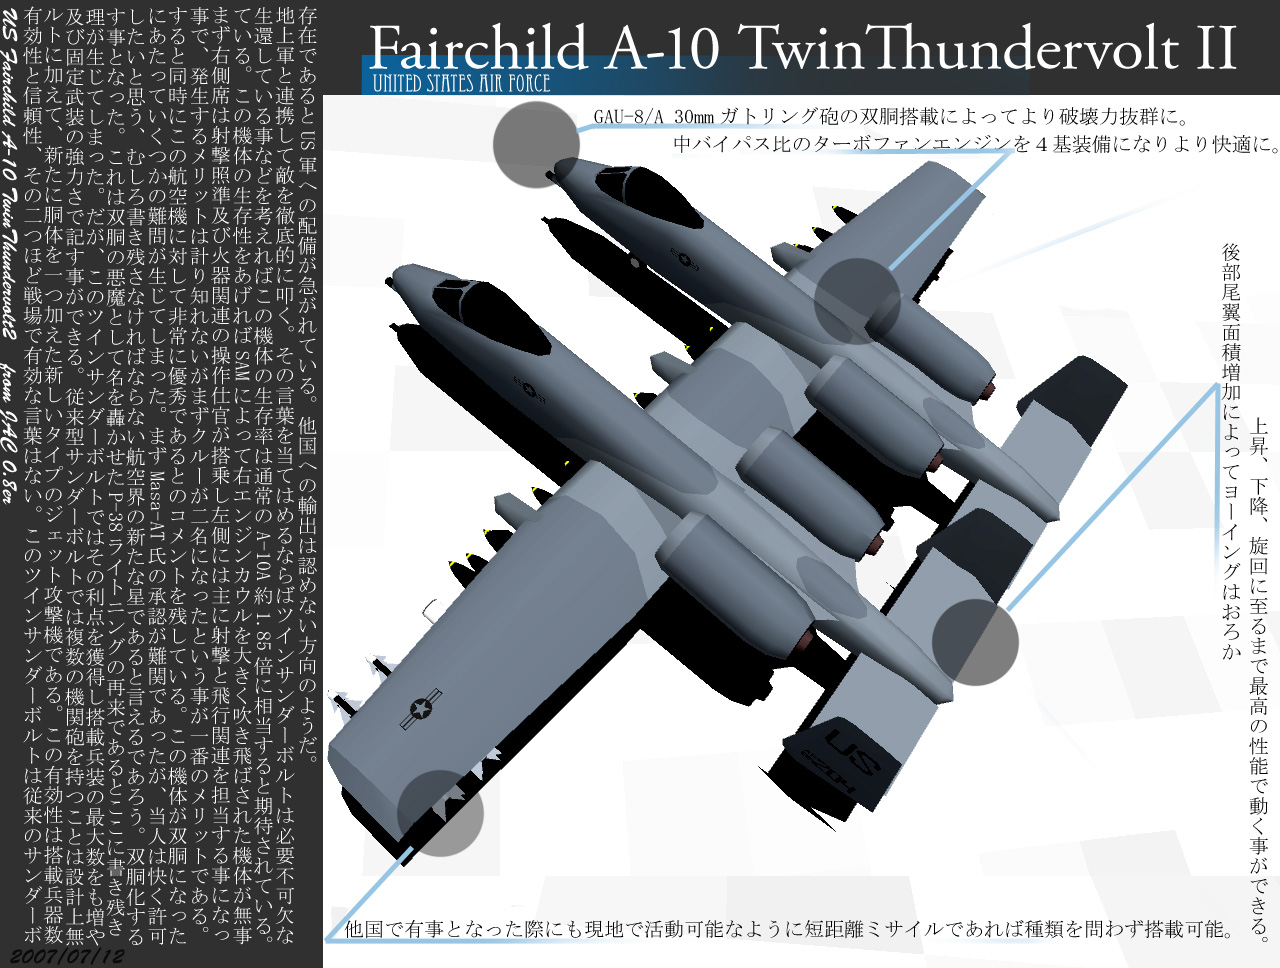 Fairchild A-10 TwinThundervolt II
UNITED STATES AIR FORCE
GAU-8/A 30mm ガトリング砲の双胴搭載によってより破壊力抜群に。
中バイパス比のターボファンエンジンを４基装備になりより快適に。
後部尾翼面積増加によってヨーイングはおろか
上昇、下降、旋回に至るまで最高の性能で動く事ができる。
他国で有事となった際にも現地で活動可能なように短距離ミサイルであれば種類を問わず搭載可能。
US
US Fairchild A-10 TwinThundervolt2 from JAC 0.8er
有効性と信頼性、その二つほど戦場で有効な言葉はない。このツインサンダーボルトは従来のサンダーボ
ルトに加えて、新たに胴体を一つ加えた新しいタイプのジェット攻撃機である。この有効性は搭載兵器数
及び固定武装の強力さで記す事ができる。従来型サンダーボルトでは複数の機関砲を持つことは設計上無
理が生じてしまった。だが、このツインサンダーボルトではその利点を獲得し搭載兵装の最大数をも増や
す事となった。これは双胴の悪魔として名を轟かせたP-38ライトニングの再来であるとここに書き残き
したいと思う、むしろ書き残さなければならない航空界の新たな星であると言えるであろう。双胴化する
にあたっていくつかの難問が生じてしまった。まずMasa-AT氏の承認が難関であったが、当人は快く許可
すると同時にこの航空機に対して非常に優秀であるとのコメントを残している。この機体が双胴になった
事で、発生するメリットは計り知れないがまずクルーが二名になったという事が一番のメリットである。
まず右側席は射撃照準及び火器関連の操作仕官が搭乗し左側には主に射撃と飛行関連を担当する事になっ
ている。この機体の生存性をあげればSAMによって右エンジンカウルを大きく吹き飛ばされた機体が無事
生還している事などを考えればこの機体の生存率は通常のA-10A約1.85倍に相当すると期待されている。
地上軍と連携して敵を徹底的に叩く。その言葉を当てはめるならばツインサンダーボルトは必要不可欠な
存在であるとUS軍への配備が急がれている。他国への輸出は認めない方向のようだ。
2007/07/12